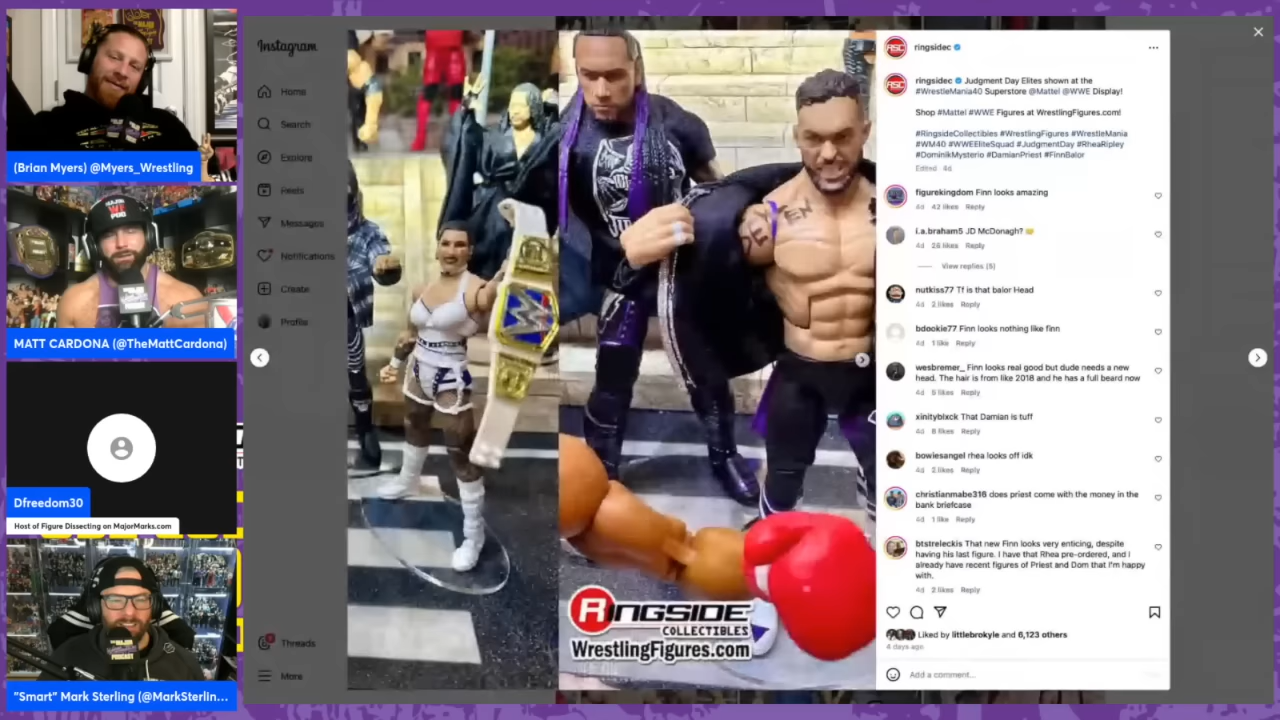 (Brian Myers) @Myers_Wrestling
MATT CARDONA (@TheMattCardona)
Dfreedom30
Host of Figure Dissecting on MajorMarks.com
"Smart" Mark Sterling (@MarkSterlin...
Instagram
Home
Search
Explore
Reels
Messages
Notifications
Create
Profile
Threads
More
RINGSIDE
COLLECTIBLES
WrestlingFigures.com
RSC
ringsidec
RSC
ringsidec Judgment Day Elites shown at the
#WrestleMania40 Superstore @Mattel @WWE Display!
Shop #Mattel #WWE Figures at WrestlingFigures.com!
#RingsideCollectibles #WrestlingFigures #WrestleMania
#WM40 #WWEEliteSquad #JudgmentDay #RheaRipley
#DominikMysterio #DamianPriest #FinnBalor
Edited · 4d
figurekingdom Finn looks amazing
4d 42 likes Reply
i.a.braham5 JD McDonagh?
4d 26 likes Reply
View replies (5)
nutkiss77 Tf is that balor Head
4d 2 likes Reply
bdookie77 Finn looks nothing like finn
4d 1 like Reply
wesbremer_ Finn looks real good but dude needs a new
head. The hair is from like 2018 and he has a full beard now
4d 5 likes Reply
xinityblxck That Damian is tuff
4d 8 likes Reply
bowiesangel rhea looks off idk
4d 2 likes Reply
christianmabe316 does priest come with the money in the
bank briefcase
4d 1 like Reply
btstreleckis That new Finn looks very enticing, despite
having his last figure. I have that Rhea pre-ordered, and I
already have recent figures of Priest and Dom that I'm happy
with.
4d 2 likes Reply
Liked by littlebrokyle and 6,123 others
4 days ago
Add a comment...